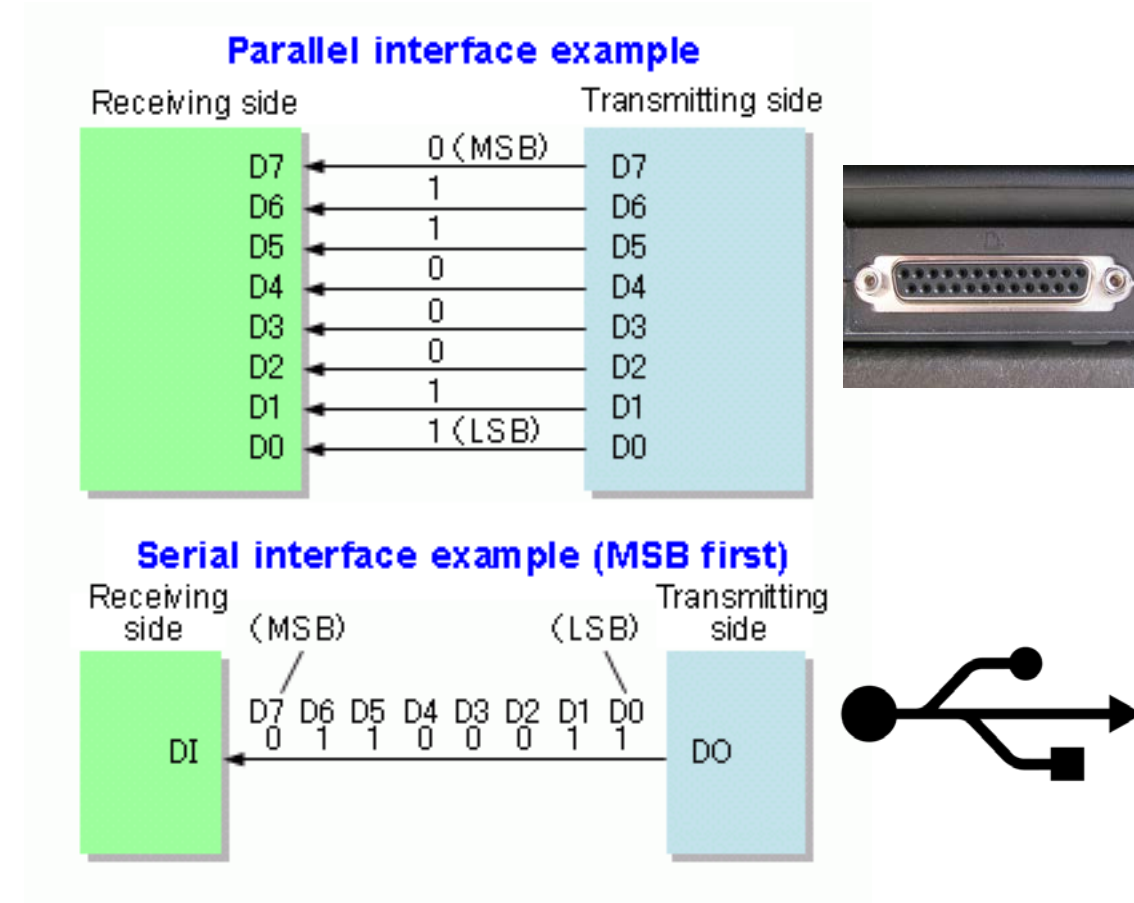 Parallel interface example
Receiving side
Transmitting side
D7
0 (MSB)
D7
D6
1
D6
D5
1
D5
D4
0
D4
D3
0
D3
D2
0
D2
D1
1
D1
D0
1 (LSB)
D0
Serial interface example (MSB first)
Receiving
side
Transmitting
side
(MSB)
(LSB)
D7 D6 D5 D4 D3 D2 D1 D0
0 1 1 0 0 0 1 1
DI
DO